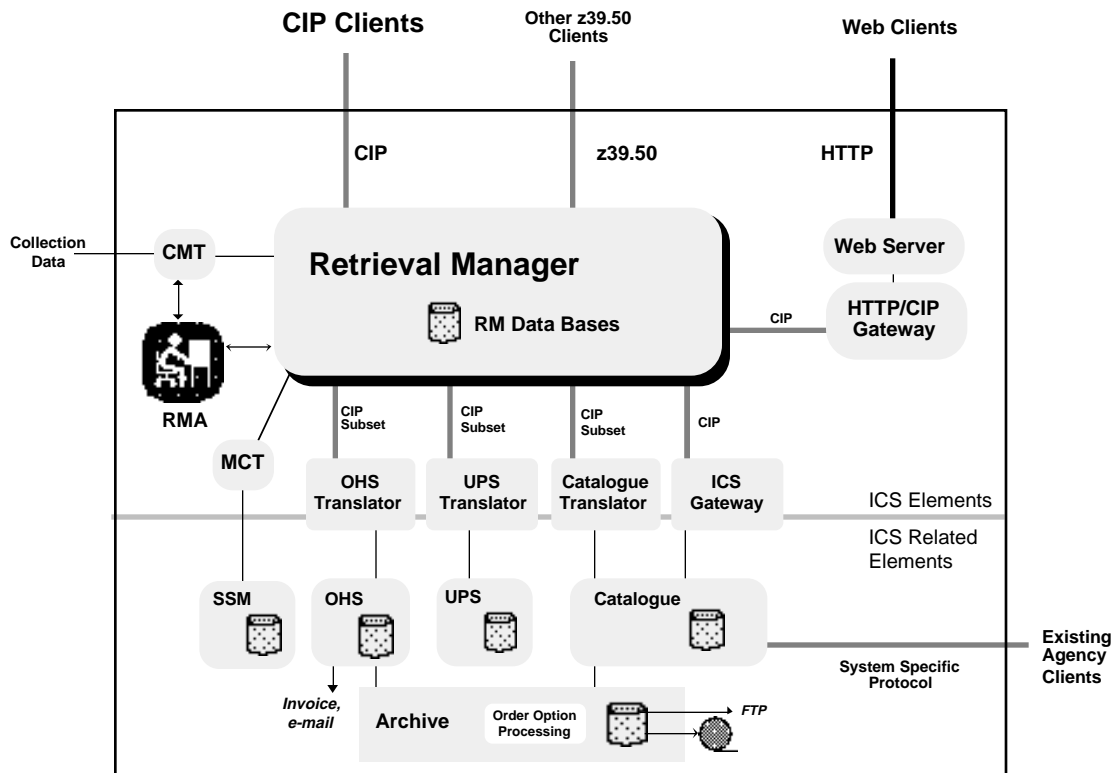 CIP Clients
Other z39.50
Clients
Web Clients
CIP
z39.50
HTTP
Collection
Data
CMT
Retrieval Manager
RM Data Bases
Web Server
HTTP/CIP
Gateway
CIP
RMA
MCT
CIP
Subset
CIP
Subset
CIP
Subset
CIP
OHS
Translator
UPS
Translator
Catalogue
Translator
ICS
Gateway
ICS Elements
ICS Related
Elements
SSM
OHS
UPS
Catalogue
System Specific
Protocol
Existing
Agency
Clients
Invoice,
e-mail
Archive
Order Option
Processing
FTP